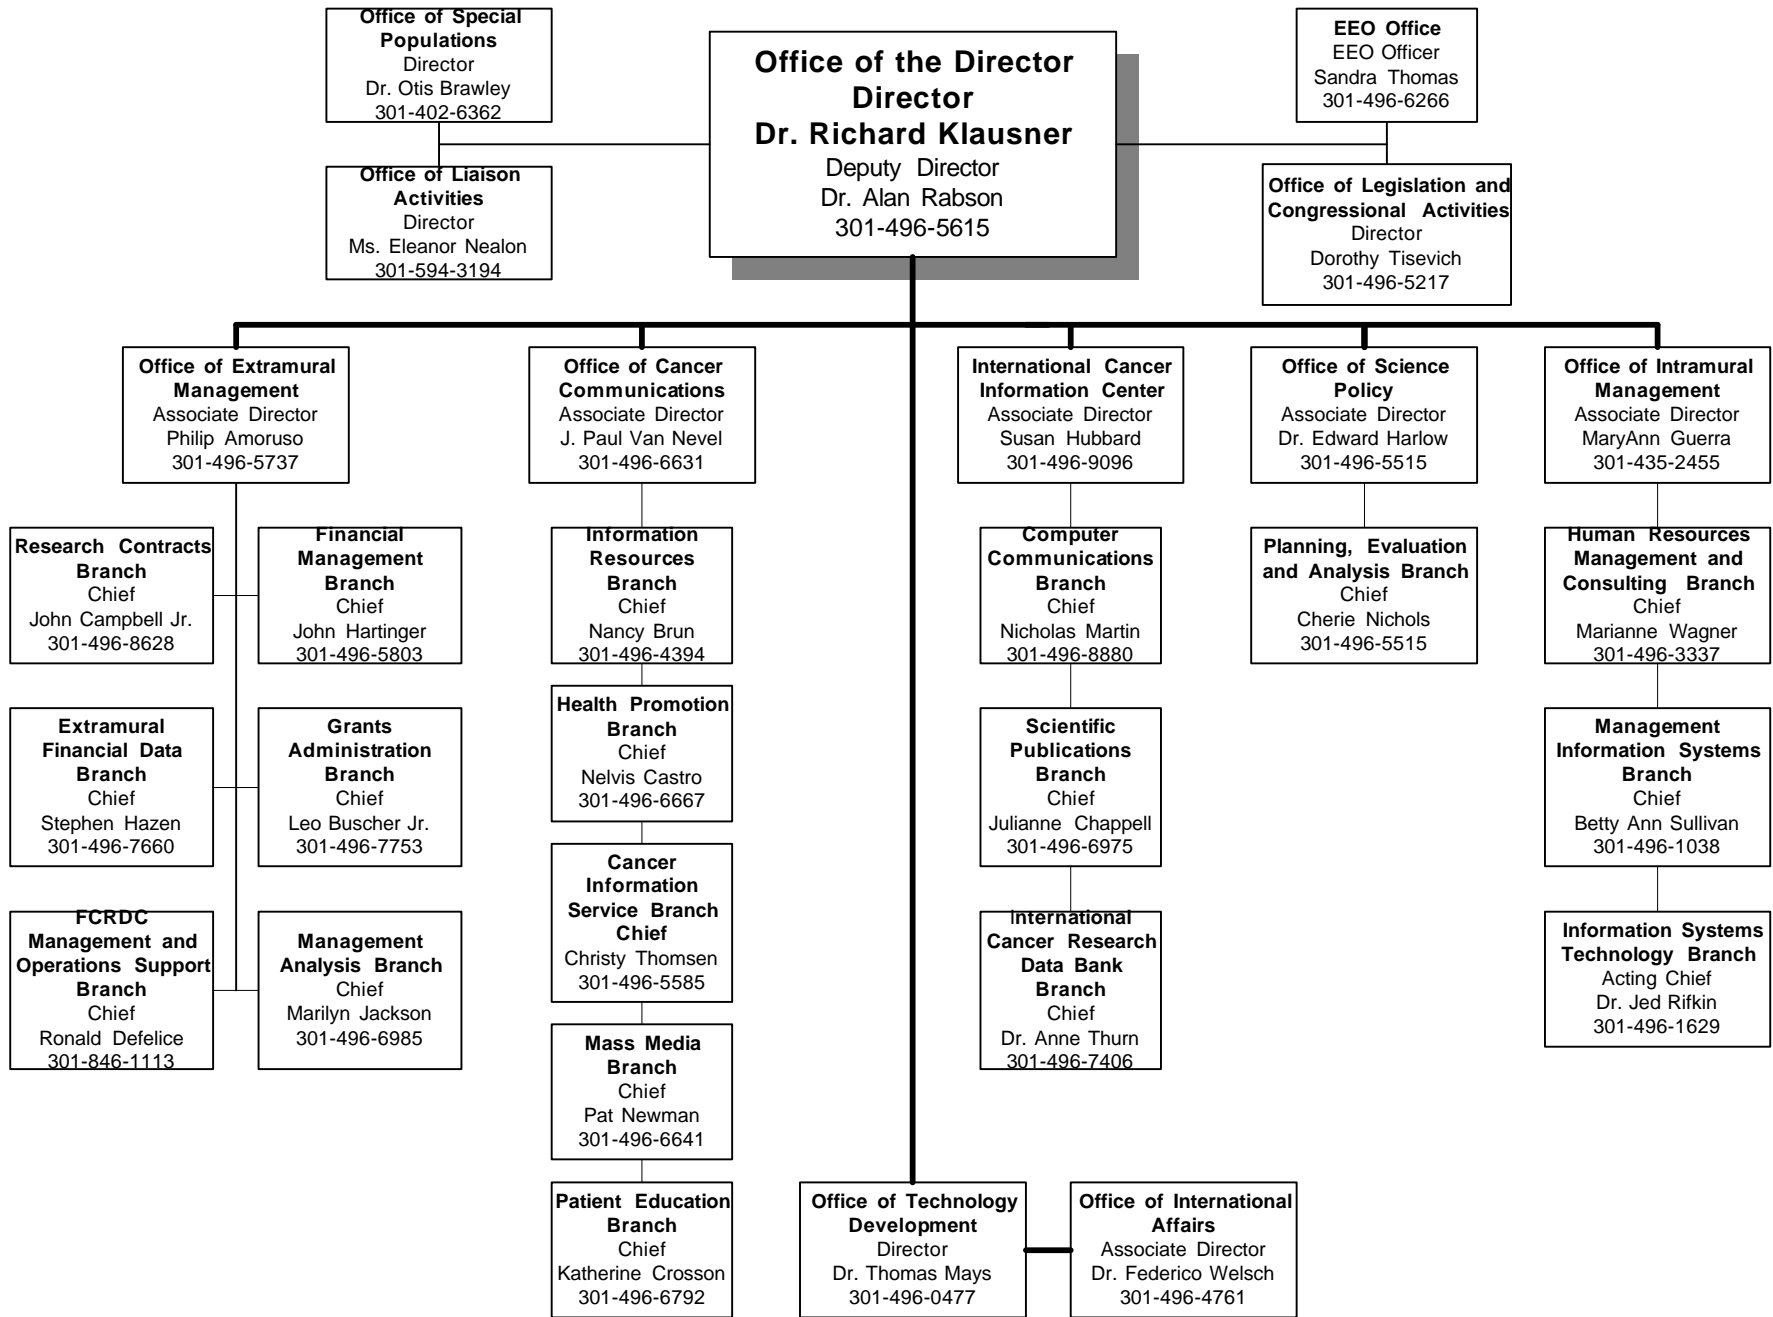 Office of Special
Populations
Director
Dr. Otis Brawley
301-402-6362
Office of the Director
Director
Dr. Richard Klausner
Deputy Director
Dr. Alan Rabson
301-496-5615
EEO Office
EEO Officer
Sandra Thomas
301-496-6266
Office of Liaison
Activities
Director
Ms. Eleanor Nealon
301-594-3194
Office of Legislation and
Congressional Activities
Director
Dorothy Tisevich
301-496-5217
Office of Extramural
Management
Associate Director
Philip Amoruso
301-496-5737
Office of Cancer
Communications
Associate Director
J. Paul Van Nevel
301-496-6631
International Cancer
Information Center
Associate Director
Susan Hubbard
301-496-9096
Office of Science
Policy
Associate Director
Dr. Edward Harlow
301-496-5515
Office of Intramural
Management
Associate Director
MaryAnn Guerra
301-435-2455
Research Contracts
Branch
Chief
John Campbell Jr.
301-496-8628
Financial
Management
Branch
Chief
John Hartinger
301-496-5803
Information
Resources
Branch
Chief
Nancy Brun
301-496-4394
Computer
Communications
Branch
Chief
Nicholas Martin
301-496-8880
Planning, Evaluation
and Analysis Branch
Chief
Cherie Nichols
301-496-5515
Human Resources
Management and
Consulting Branch
Chief
Marianne Wagner
301-496-3337
Extramural
Financial Data
Branch
Chief
Stephen Hazen
301-496-7660
Grants
Administration
Branch
Chief
Leo Buscher Jr.
301-496-7753
Health Promotion
Branch
Chief
Nelvis Castro
301-496-6667
Scientific
Publications
Branch
Chief
Julianne Chappell
301-496-6975
Management
Information Systems
Branch
Chief
Betty Ann Sullivan
301-496-1038
Cancer
Information
Service Branch
Chief
Christy Thomsen
301-496-5585
FCRDC
Management and
Operations Support
Branch
Chief
Ronald Defelice
301-846-1113
Management
Analysis Branch
Chief
Marilyn Jackson
301-496-6985
International
Cancer Research
Data Bank
Branch
Chief
Dr. Anne Thurn
301-496-7406
Information Systems
Technology Branch
Acting Chief
Dr. Jed Rifkin
301-496-1629
Mass Media
Branch
Chief
Pat Newman
301-496-6641
Patient Education
Branch
Chief
Katherine Crosson
301-496-6792
Office of Technology
Development
Director
Dr. Thomas Mays
301-496-0477
Office of International
Affairs
Associate Director
Dr. Federico Welsch
301-496-4761